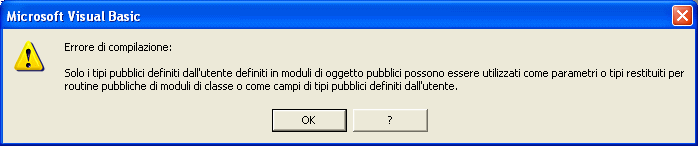 Microsoft Visual Basic
Errore di compilazione:
Solo i tipi pubblici definiti dall'utente definiti in moduli di oggetto pubblici possono essere utilizzati come parametri o tipi restituiti per
routine pubbliche di moduli di classe o come campi di tipi pubblici definiti dall'utente.
OK
?